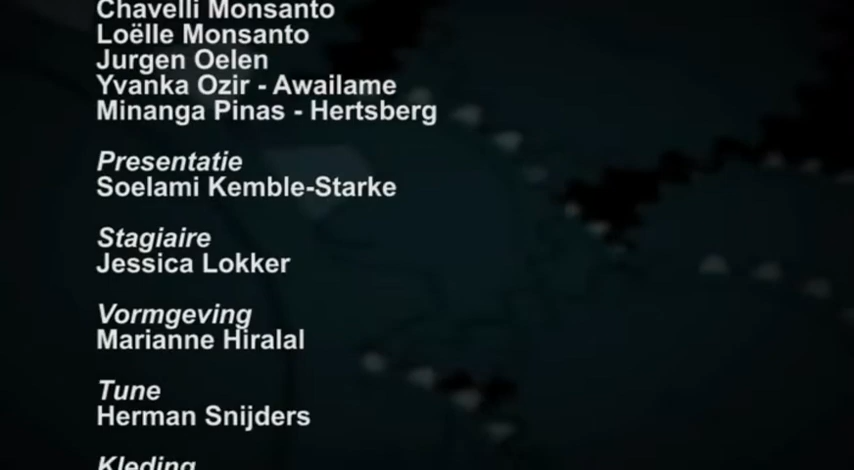 Chavelli Monsanto
Loëlle Monsanto
Jurgen Oelen
Yvanka Ozir - Awailame
Minanga Pinas - Hertsberg
Presentatie
Soelami Kemble-Starke
Stagiaire
Jessica Lokker
Vormgeving
Marianne Hiralal
Tune
Herman Snijders
Kleding